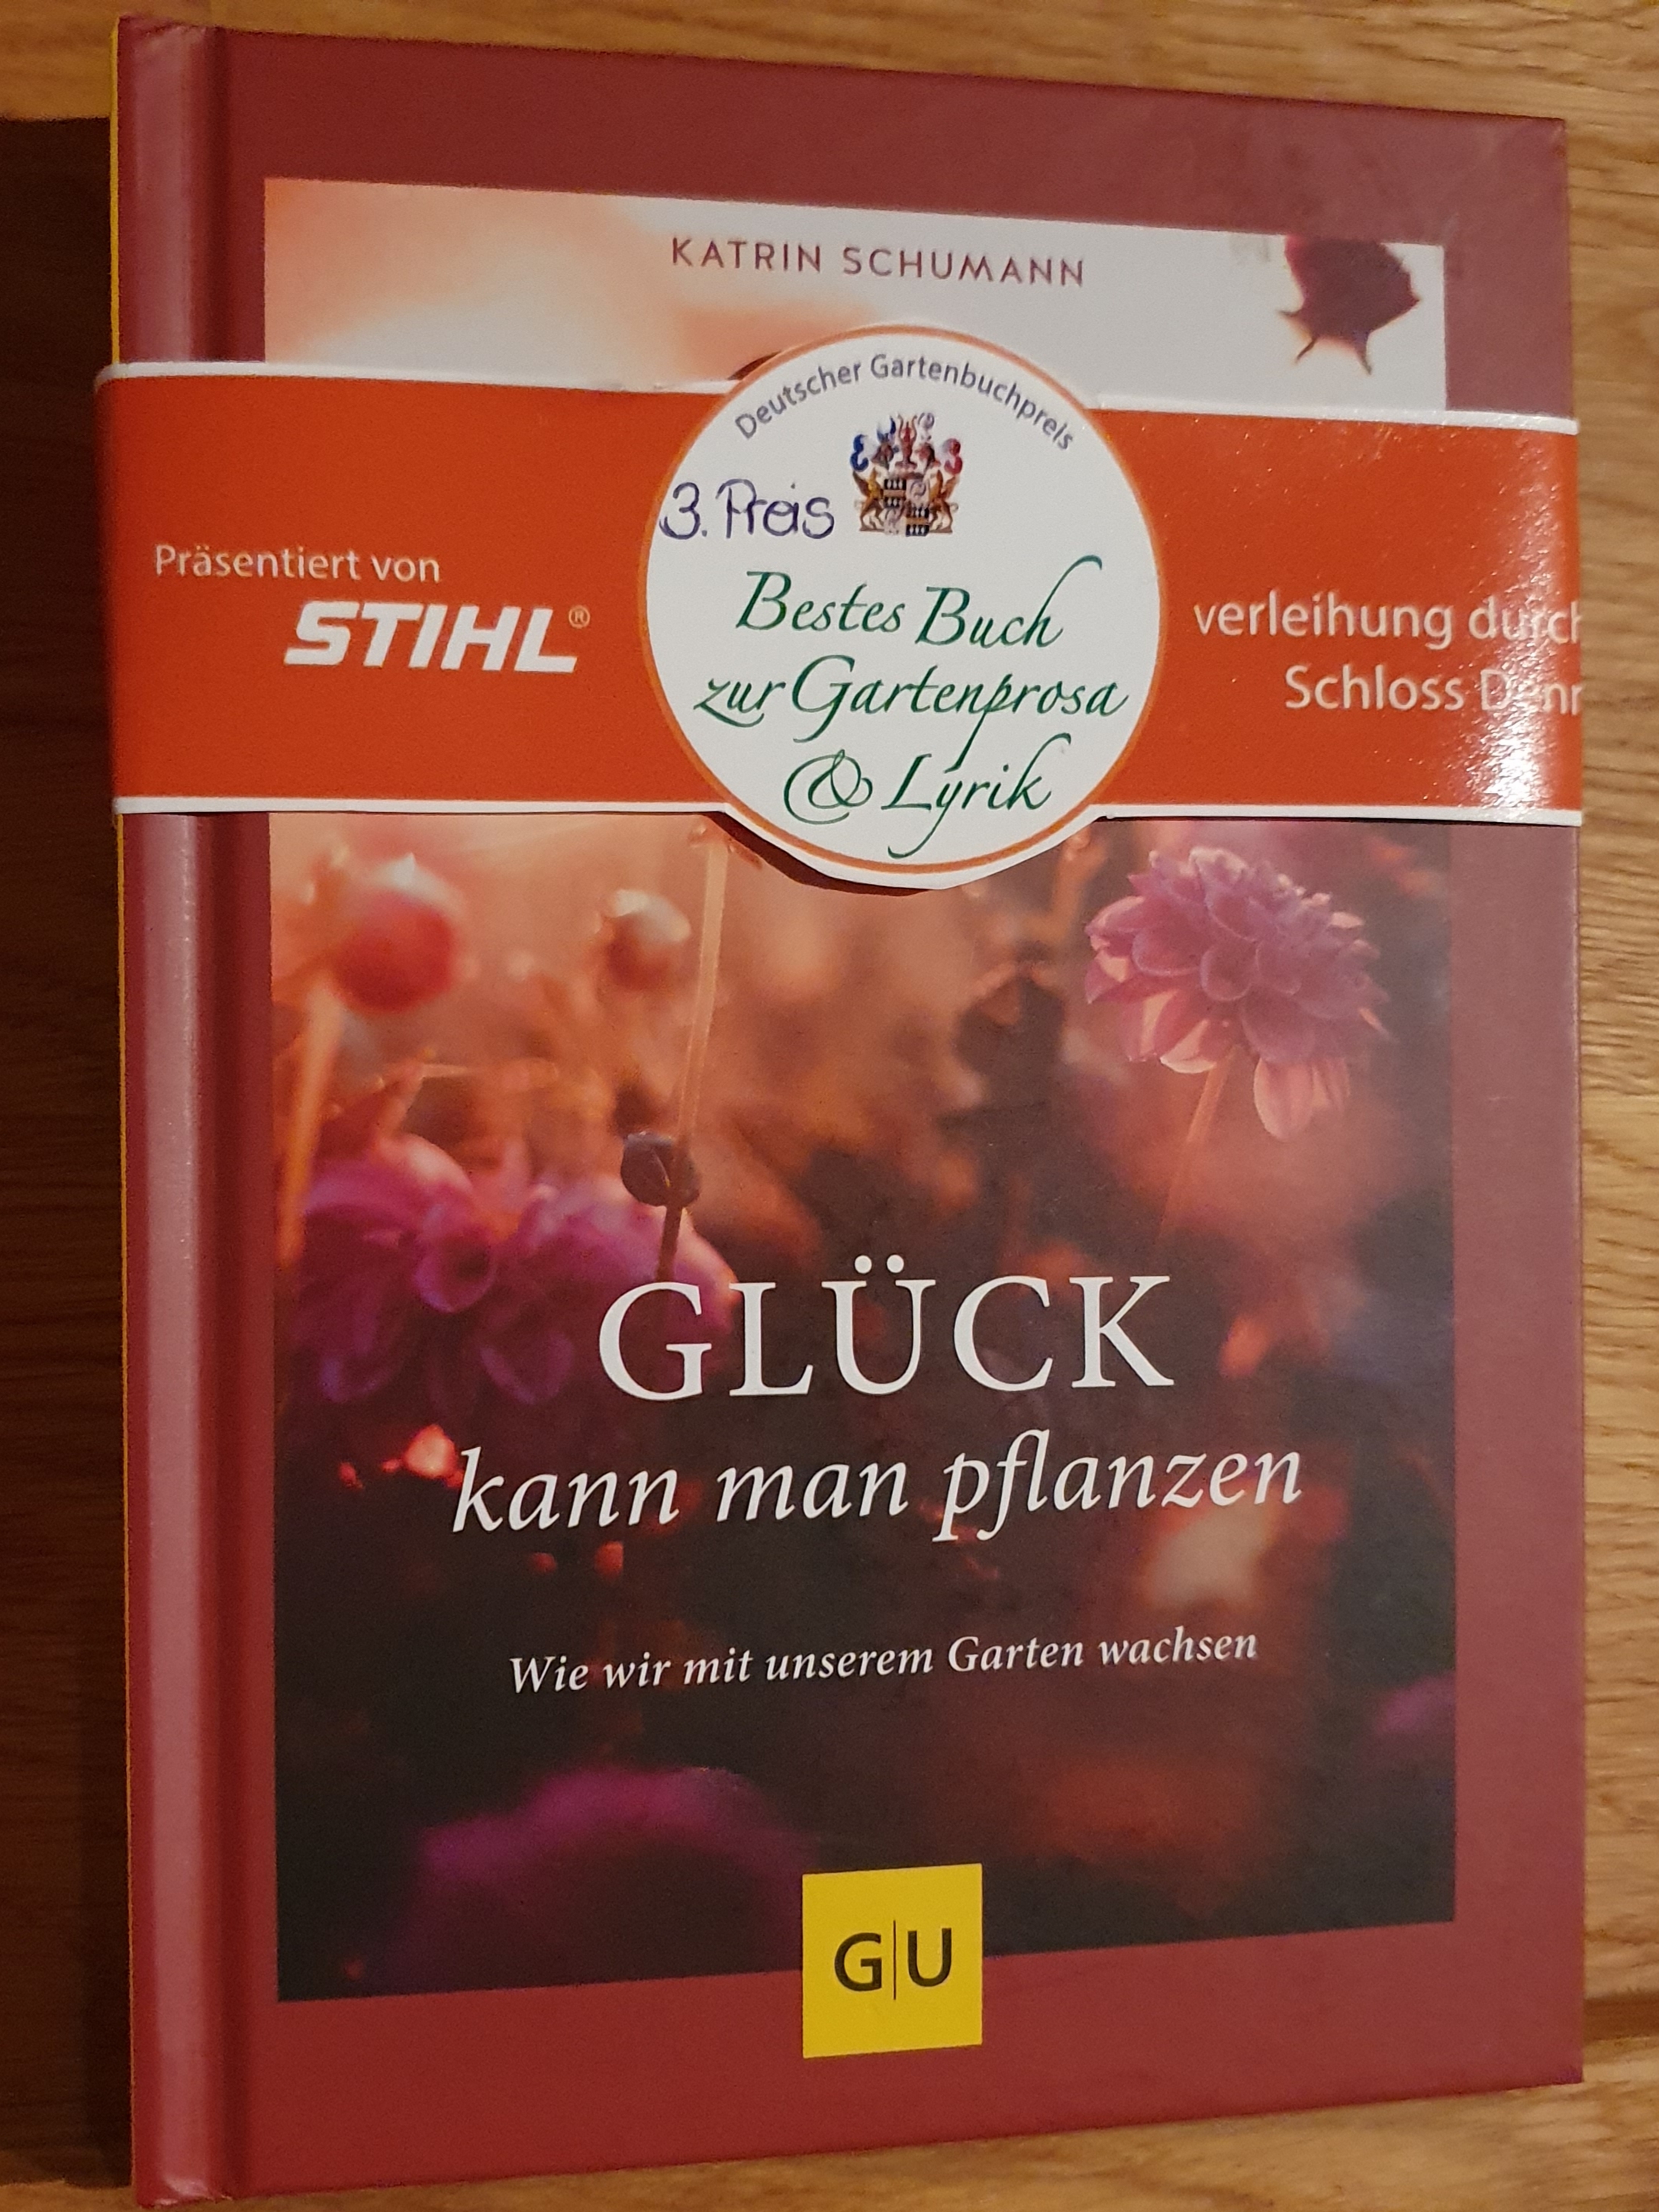 KATRIN SCHUMANN
Deutscher Gartenbuchpreis
3. Preis
Präsentiert von
STIHL®
Bestes Buch
zur Gartenprosa
& Lyrik
verleihung durch
Schloss
GLÜCK
kann man pflanzen
Wie wir mit unserem Garten wachsen
G|U